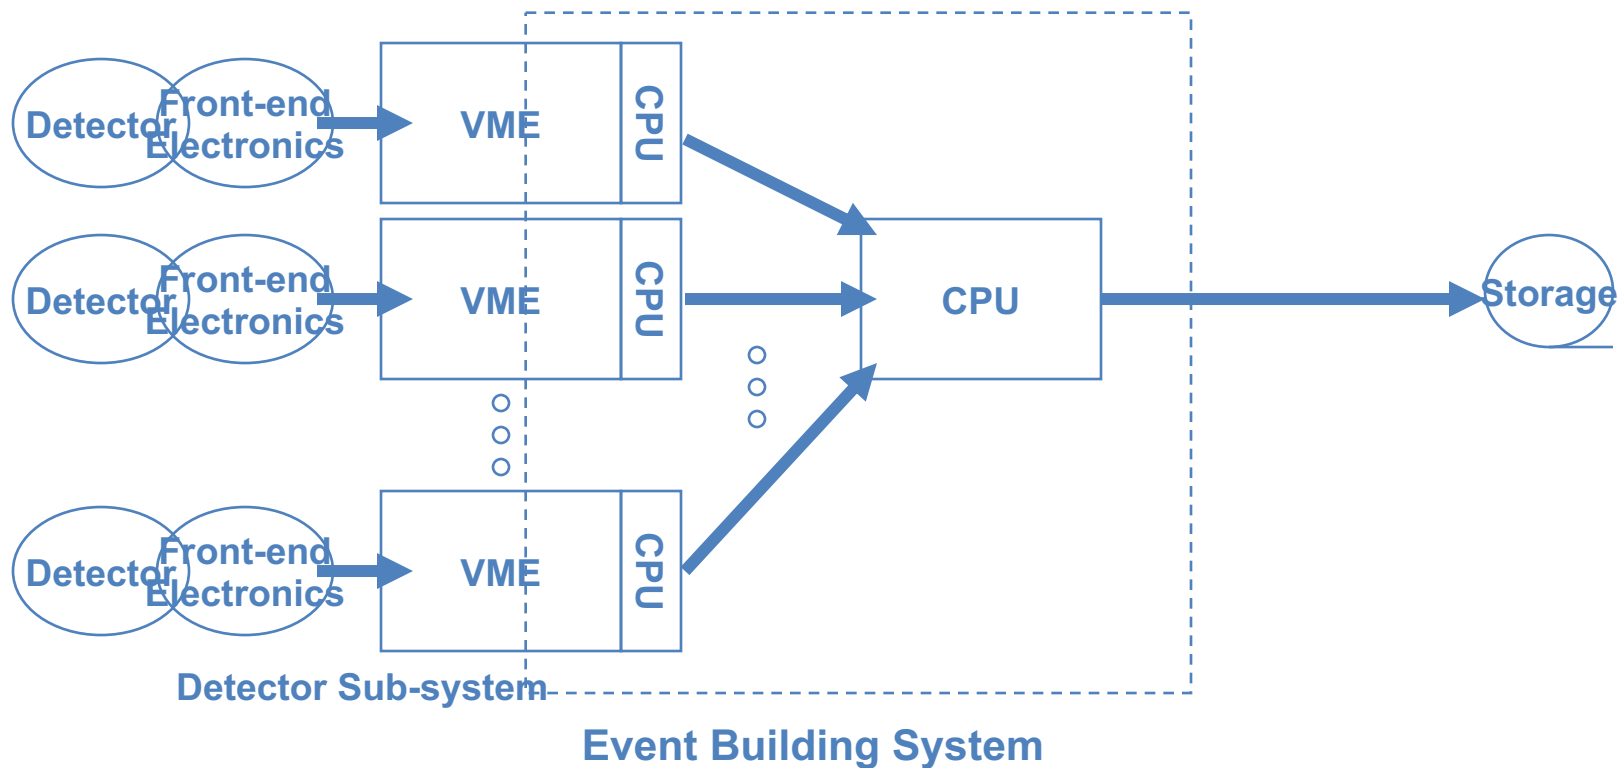 Detector
Front-end
Electronics
VME
CPU
Detector
Front-end
Electronics
VME
CPU
CPU
Storage
Detector
Front-end
Electronics
VME
CPU
Detector Sub-system
Event Building System